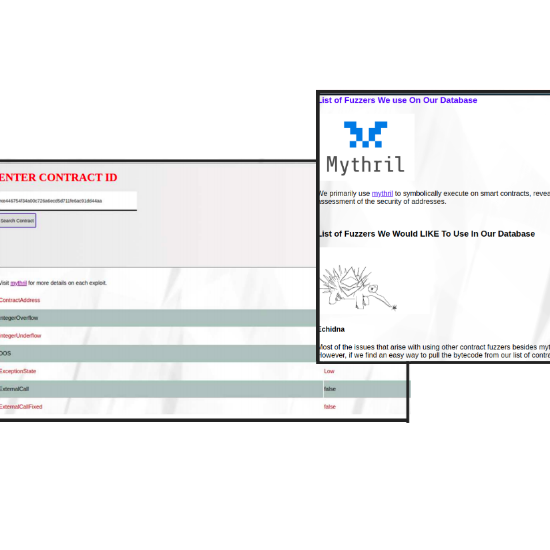 ENTER CONTRACT ID
Search Contract
Visit mythril for more details on each exploit.
ContractAddress
IntegerOverflow
IntegerUnderflow
DOS
ExceptionState Low
ExternalCall false
ExternalCallFixed false
List of Fuzzers We use On Our Database
Mythril
We primarily use mythril to symbolically execute on smart contracts,
assessment of the security of addresses.
List of Fuzzers We Would LIKE To Use In Our Database
Echidna
Most of the issues that arise with using other contract fuzzers besides
However, if we find an easy way to pull the bytecode from our list of